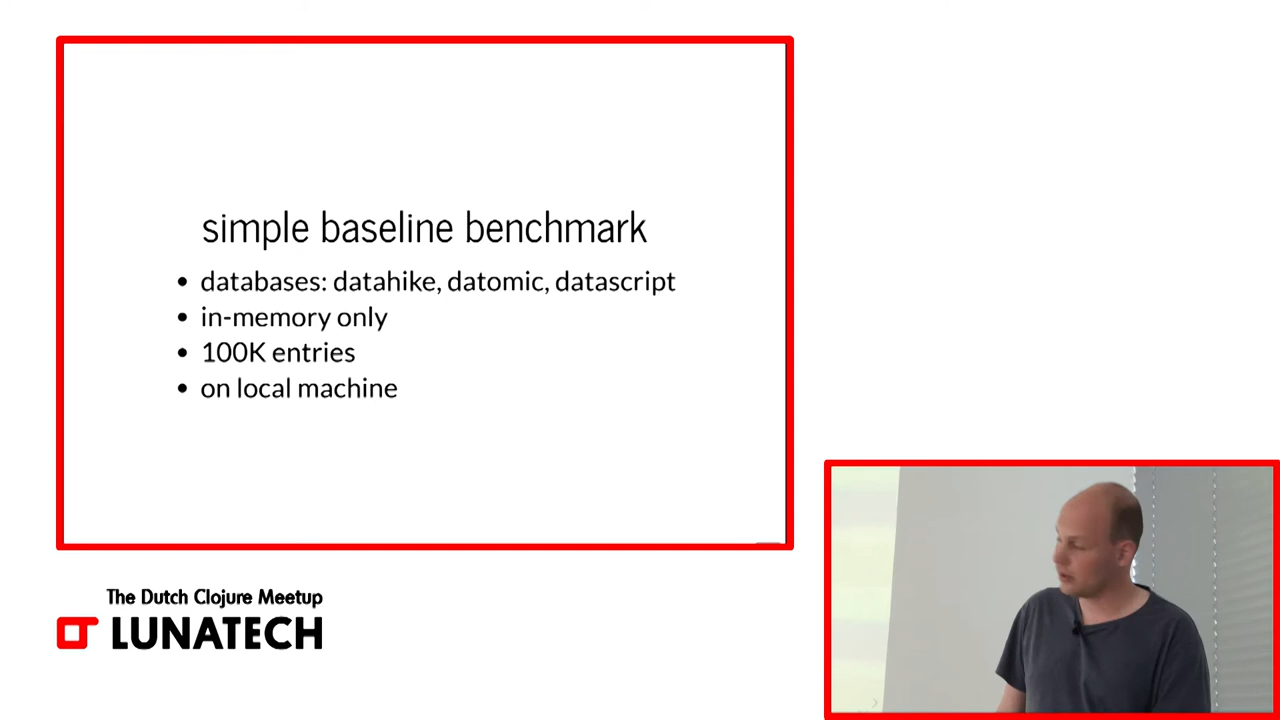 simple baseline benchmark
• databases: datahike, datomic, datascript
• in-memory only
• 100K entries
• on local machine
The Dutch Clojure Meetup
LUNATECH